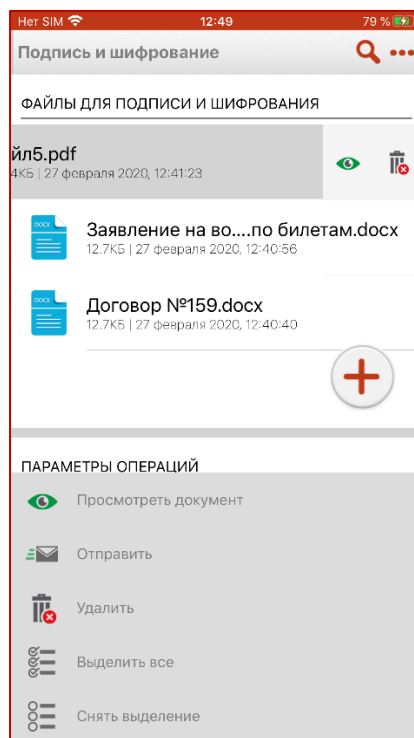 Нет SIM 12:49 79 %
Подпись и шифрование
ФАЙЛЫ ДЛЯ ПОДПИСИ И ШИФРОВАНИЯ
йл5.pdf
4КБ | 27 февраля 2020, 12:41:23
DOCX
Заявление на во....по билетам.docx
12.7КБ | 27 февраля 2020, 12:40:56
DOCX
Договор №159.docx
12.7КБ | 27 февраля 2020, 12:40:40
ПАРАМЕТРЫ ОПЕРАЦИЙ
Просмотреть документ
Отправить
Удалить
Выделить все
Снять выделение